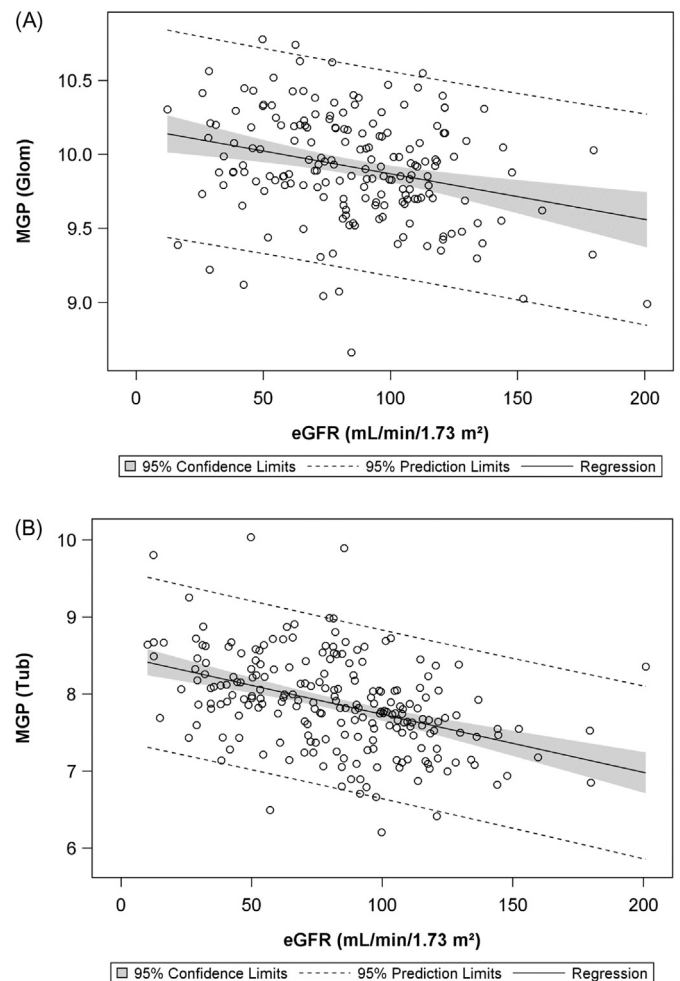 (A)
MGP (Glom)
10.5
10.0
9.5
9.0
0 50 100 150 200
eGFR (mL/min/1.73 m²)
95% Confidence Limits 95% Prediction Limits Regression
(B)
MGP (Tub)
10
9
8
7
6
0 50 100 150 200
eGFR (mL/min/1.73 m²)
95% Confidence Limits 95% Prediction Limits Regression